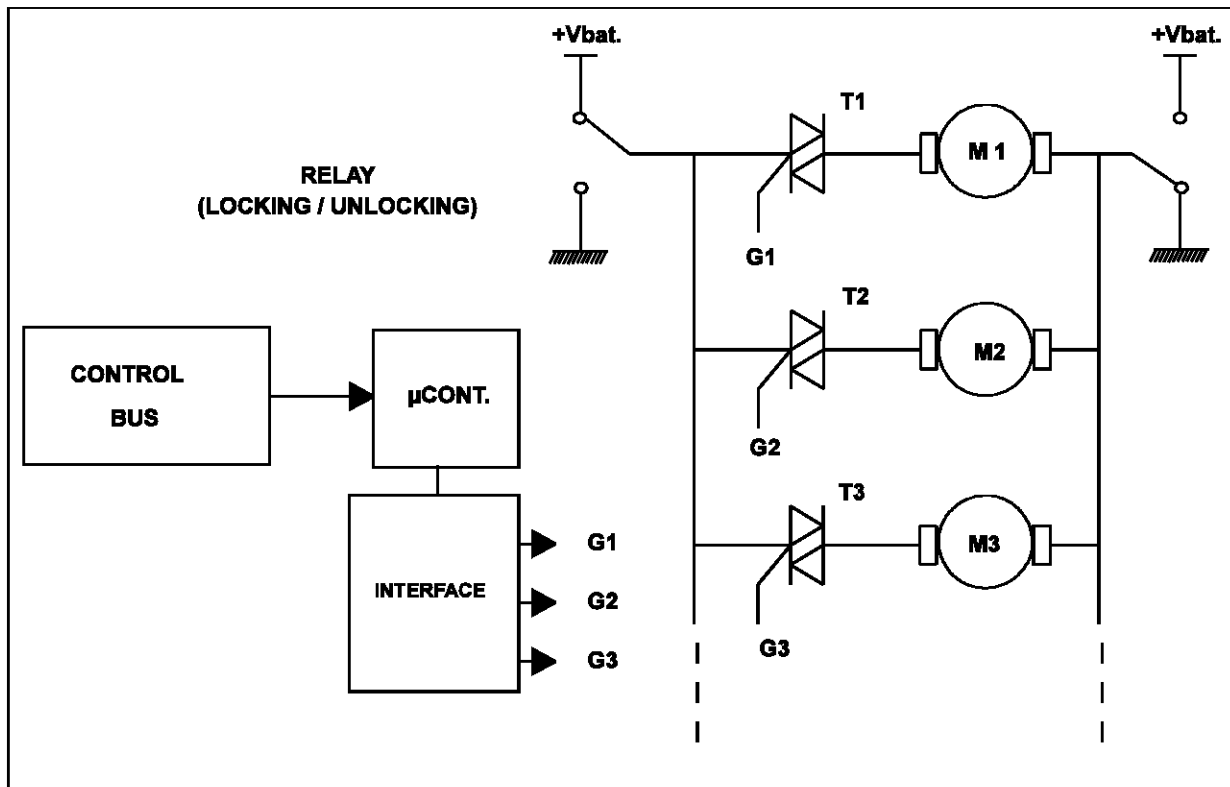 +Vbat.
+Vbat.
T1
M 1
RELAY
(LOCKING / UNLOCKING)
G1
T2
CONTROL
BUS
µCONT.
M2
G2
T3
G1
M3
INTERFACE
G2
G3
G3